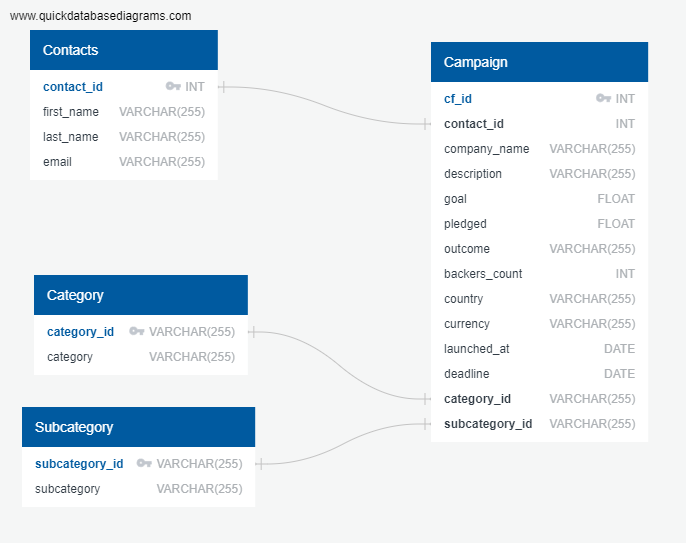 www.quickdatabasediagrams.com
Contacts
contact_id INT
first_name VARCHAR(255)
last_name VARCHAR(255)
email VARCHAR(255)
Campaign
cf_id INT
contact_id INT
company_name VARCHAR(255)
description VARCHAR(255)
goal FLOAT
pledged FLOAT
outcome VARCHAR(255)
backers_count INT
country VARCHAR(255)
currency VARCHAR(255)
launched_at DATE
deadline DATE
category_id VARCHAR(255)
subcategory_id VARCHAR(255)
Category
category_id VARCHAR(255)
category VARCHAR(255)
Subcategory
subcategory_id VARCHAR(255)
subcategory VARCHAR(255)